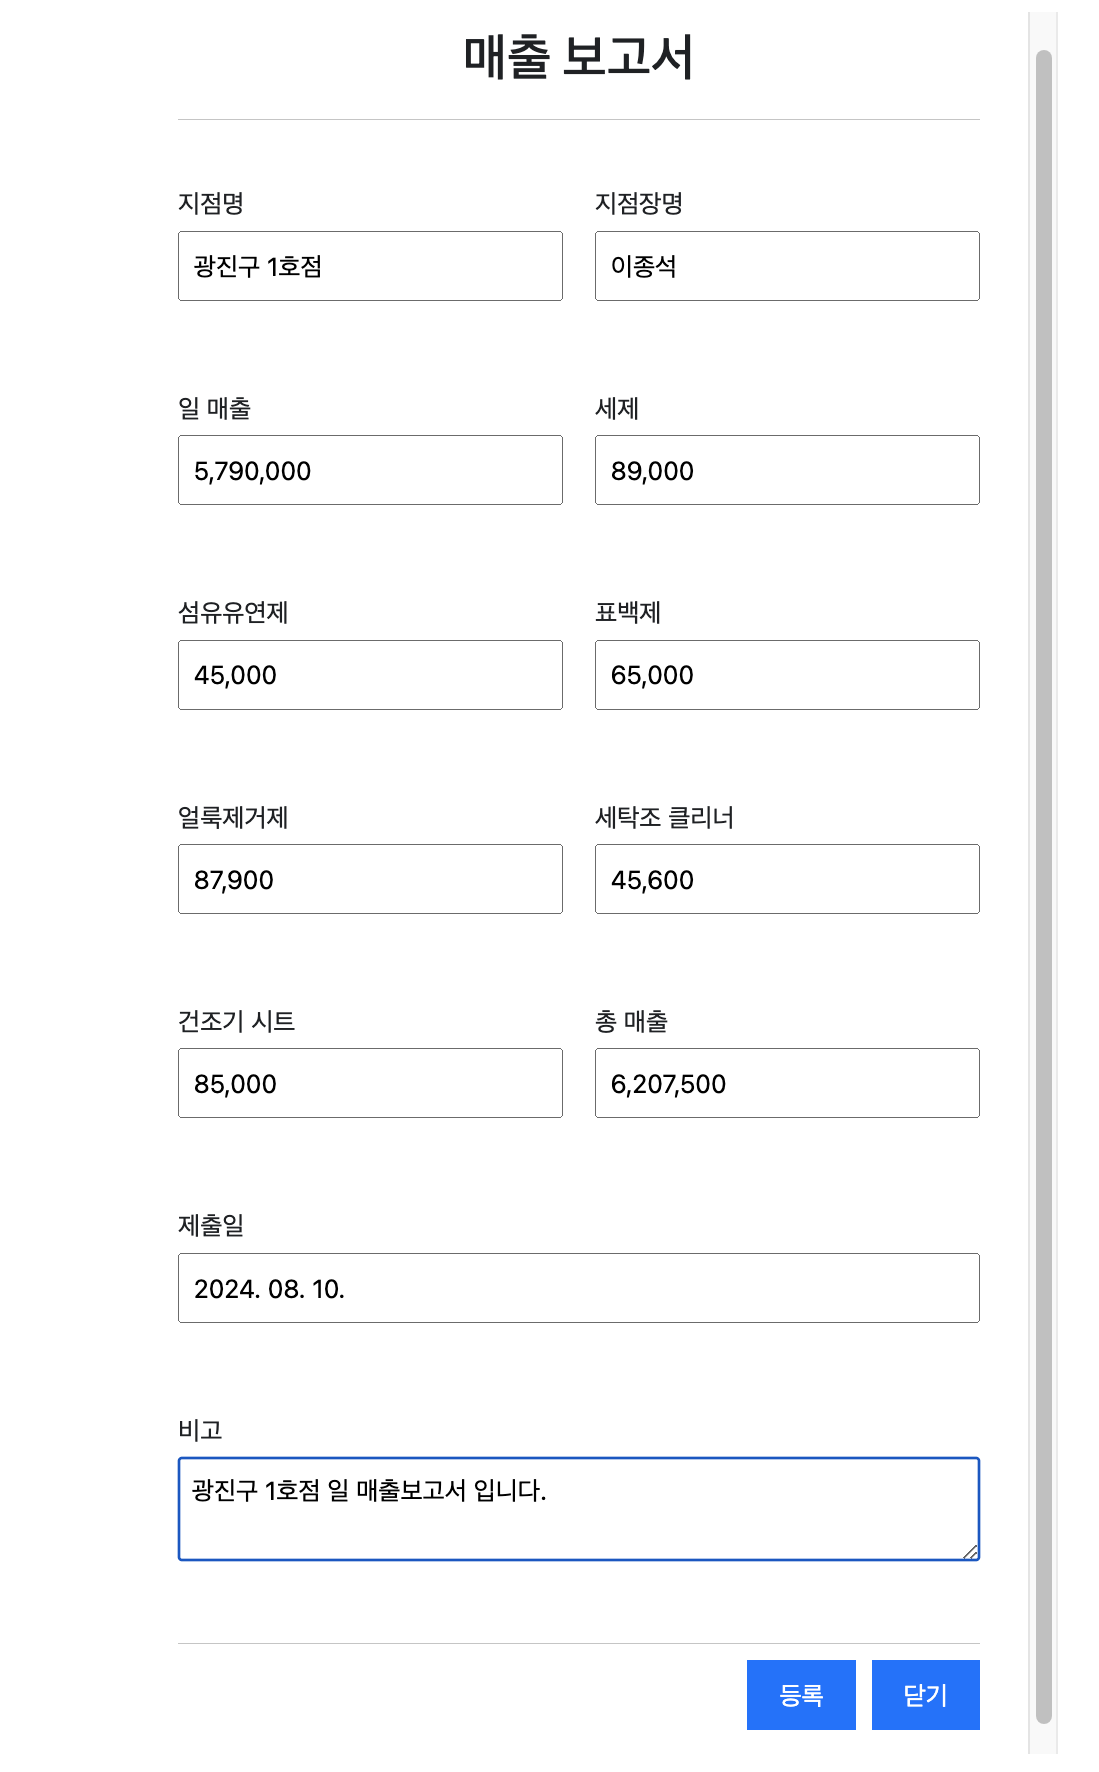 매출 보고서
지점명
지점장명
광진구 1호점
이종석
일 매출
세제
5,790,000
89,000
섬유유연제
표백제
45,000
65,000
얼룩제거제
세탁조 클리너
87,900
45,600
건조기 시트
총 매출
85,000
6,207,500
제출일
2024. 08. 10.
비고
광진구 1호점 일 매출보고서 입니다.
등록
닫기